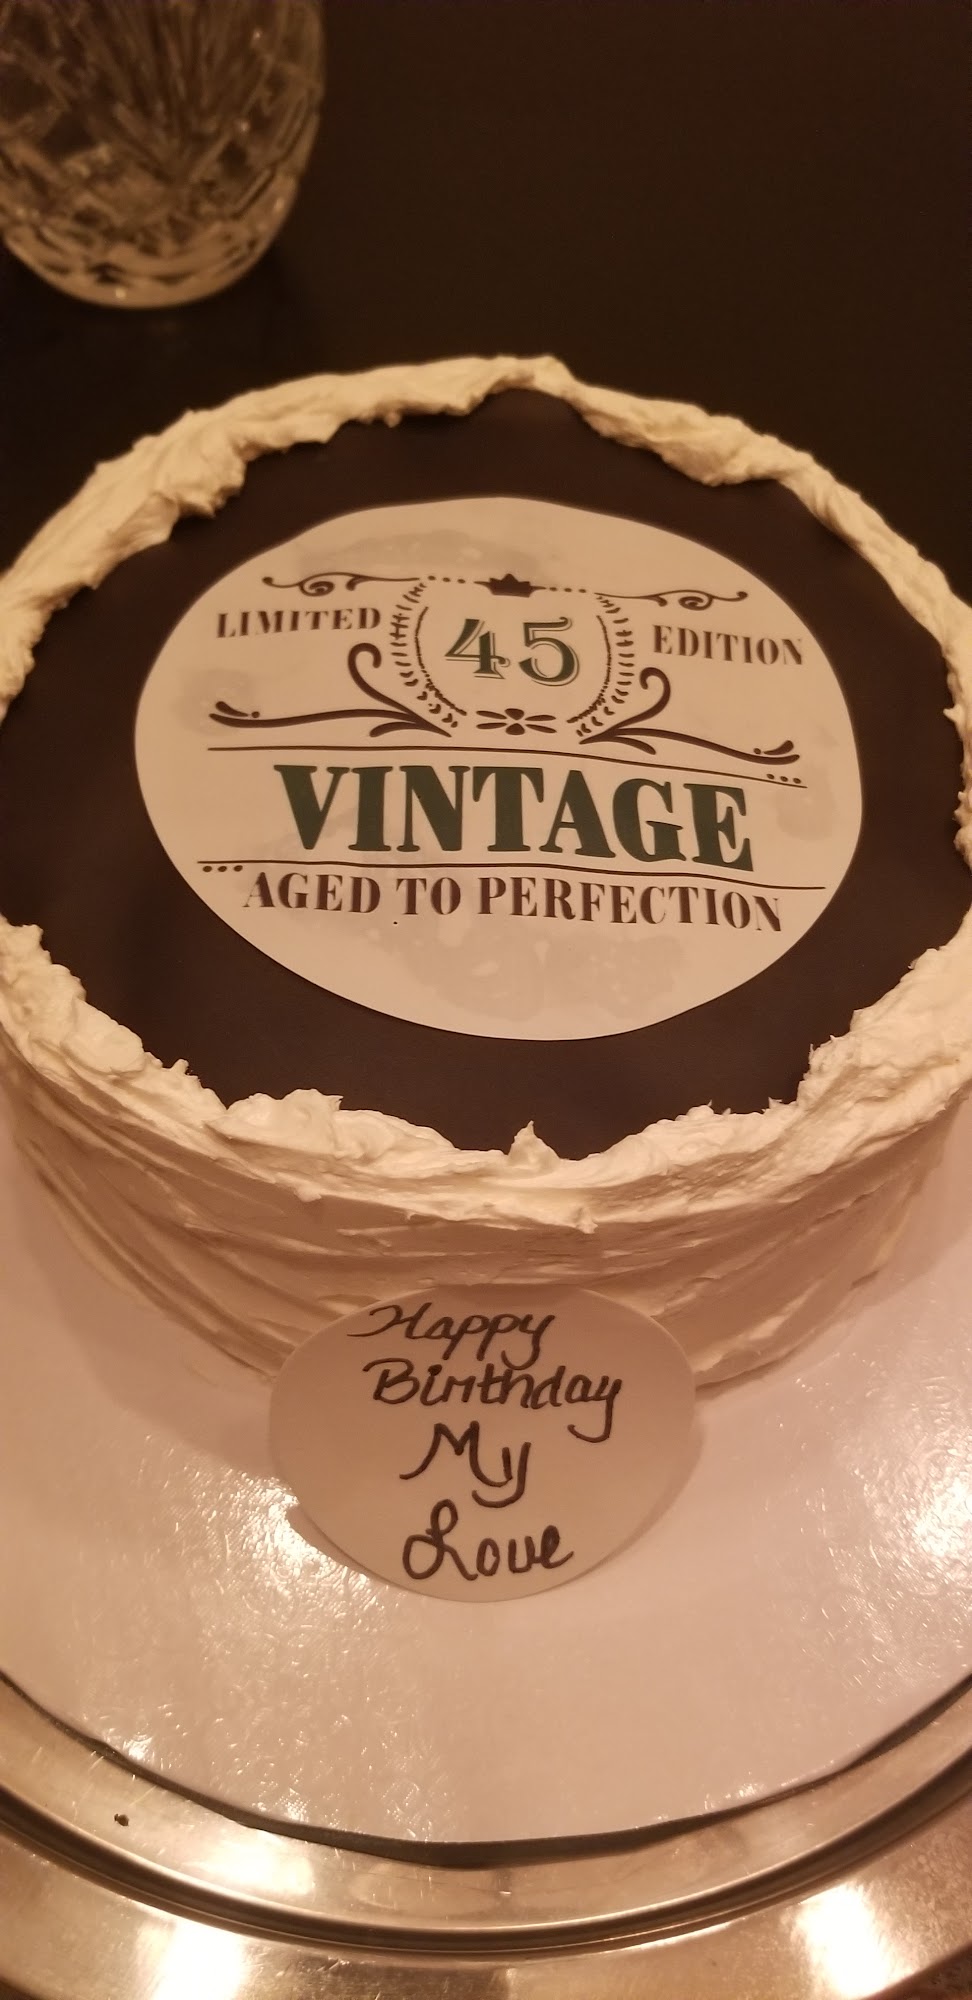 LIMITED 45 EDITION
VINTAGE
AGED TO PERFECTION
Happy
Birthday
My
Love